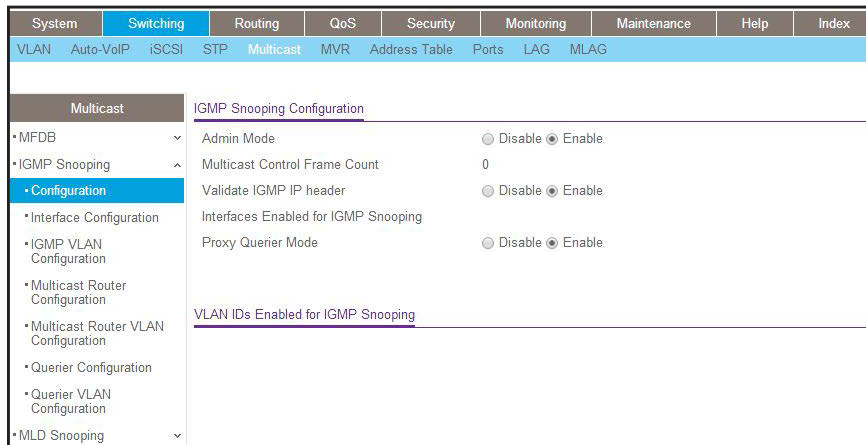 System Switching Routing QoS Security Monitoring Maintenance Help Index
VLAN Auto-VoIP iSCSI STP Multicast MVR Address Table Ports LAG MLAG
Multicast
MFDB
IGMP Snooping
Configuration
Interface Configuration
IGMP VLAN
Configuration
Multicast Router
Configuration
Multicast Router VLAN
Configuration
Querier Configuration
Querier VLAN
Configuration
MLD Snooping
IGMP Snooping Configuration
Admin Mode Disable Enable
Multicast Control Frame Count 0
Validate IGMP IP header Disable Enable
Interfaces Enabled for IGMP Snooping
Proxy Querier Mode Disable Enable
VLAN IDs Enabled for IGMP Snooping